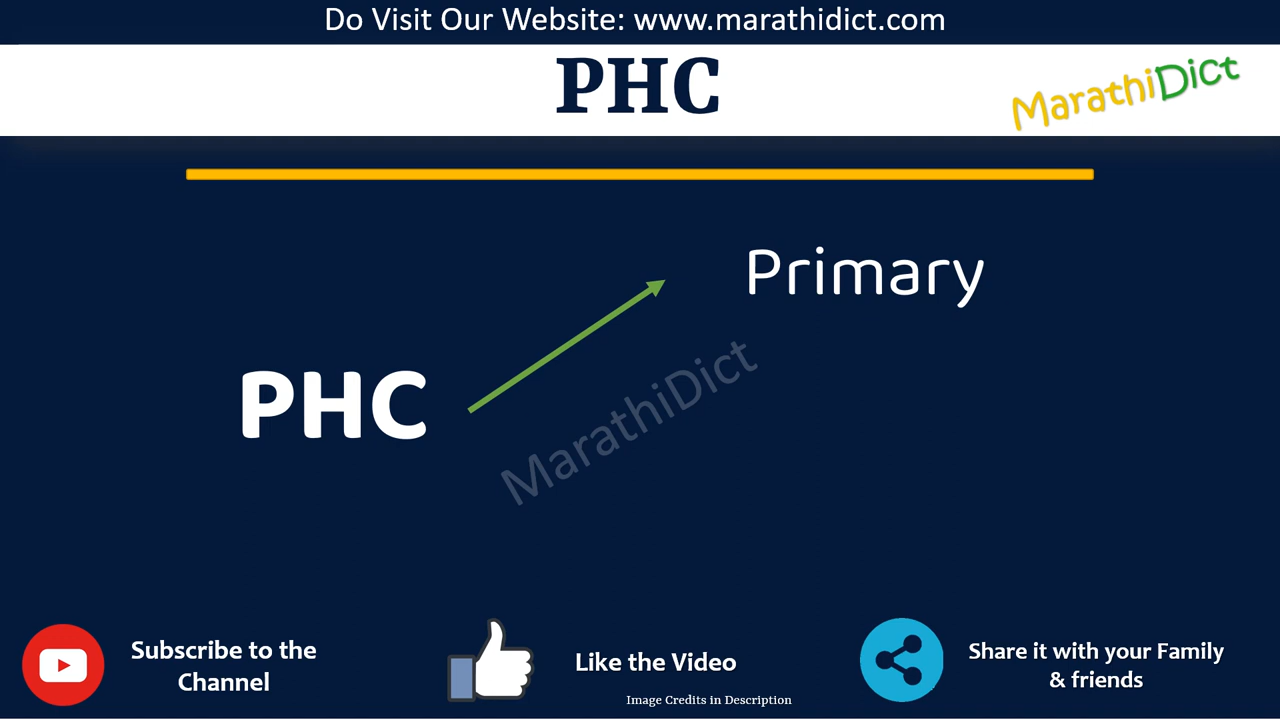 Do Visit Our Website: www.marathidict.com
PHC
MarathiDict
Primary
PHC
MarathiDict
Subscribe to the
Channel
Like the Video
Image Credits in Description
Share it with your Family
& friends